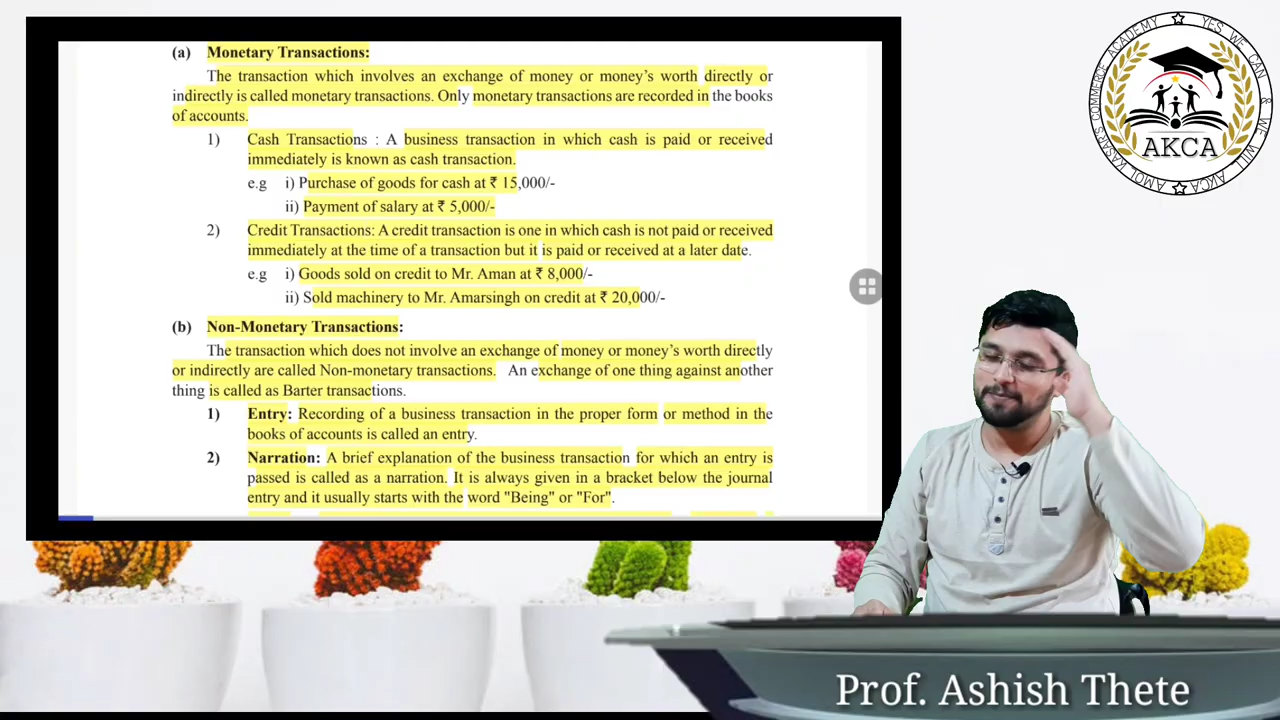 (a) Monetary Transactions:
The transaction which involves an exchange of money or money's worth directly or
indirectly is called monetary transactions. Only monetary transactions are recorded in the books
of accounts.
1) Cash Transactions : A business transaction in which cash is paid or received
immediately is known as cash transaction.
e.g i) Purchase of goods for cash at ₹ 15,000/-
ii) Payment of salary at ₹ 5,000/-
2) Credit Transactions: A credit transaction is one in which cash is not paid or received
immediately at the time of a transaction but it is paid or received at a later date.
e.g i) Goods sold on credit to Mr. Aman at ₹ 8,000/-
ii) Sold machinery to Mr. Amarsingh on credit at ₹ 20,000/-
(b) Non-Monetary Transactions:
The transaction which does not involve an exchange of money or money's worth directly
or indirectly are called Non-monetary transactions. An exchange of one thing against another
thing is called as Barter transactions.
1) Entry: Recording of a business transaction in the proper form or method in the
books of accounts is called an entry.
2) Narration: A brief explanation of the business transaction for which an entry is
passed is called as a narration. It is always given in a bracket below the journal
entry and it usually starts with the word "Being" or "For".
AMOL KASAR'S COMMERCE ACADEMY
YES WE CAN & WE WILL AKCA
AKCA
Prof. Ashish Thete